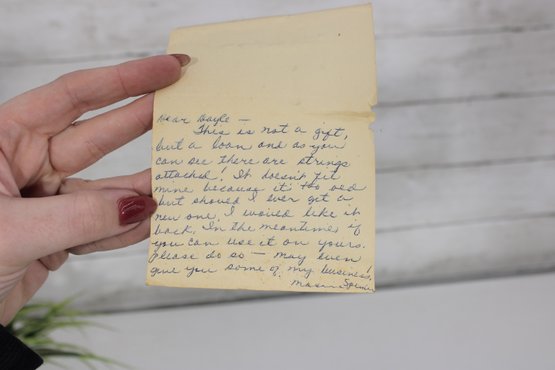 Dear Gayle —
This is not a gift,
but a loan and as you
can see there are strings
attached! It doesn't fit
mine because it's too old
but should I ever get a
new one, I would like it
back. In the meantime if
you can use it on yours.
please do so — may even
give you some of my business!